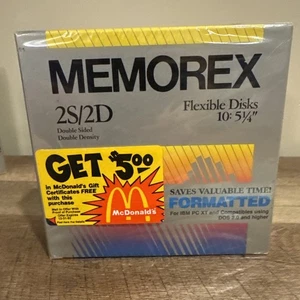 MEMOREX
2S/2D
Double Sided
Double Density
Flexible Disks
10: 5¼"
GET $5.00
in McDonald's Gift
Certificates FREE
with this
purchase
McDonald's
SAVES VALUABLE TIME!
FORMATTED
For IBM PC XT and Compatibles using
DOS 2.0 and higher